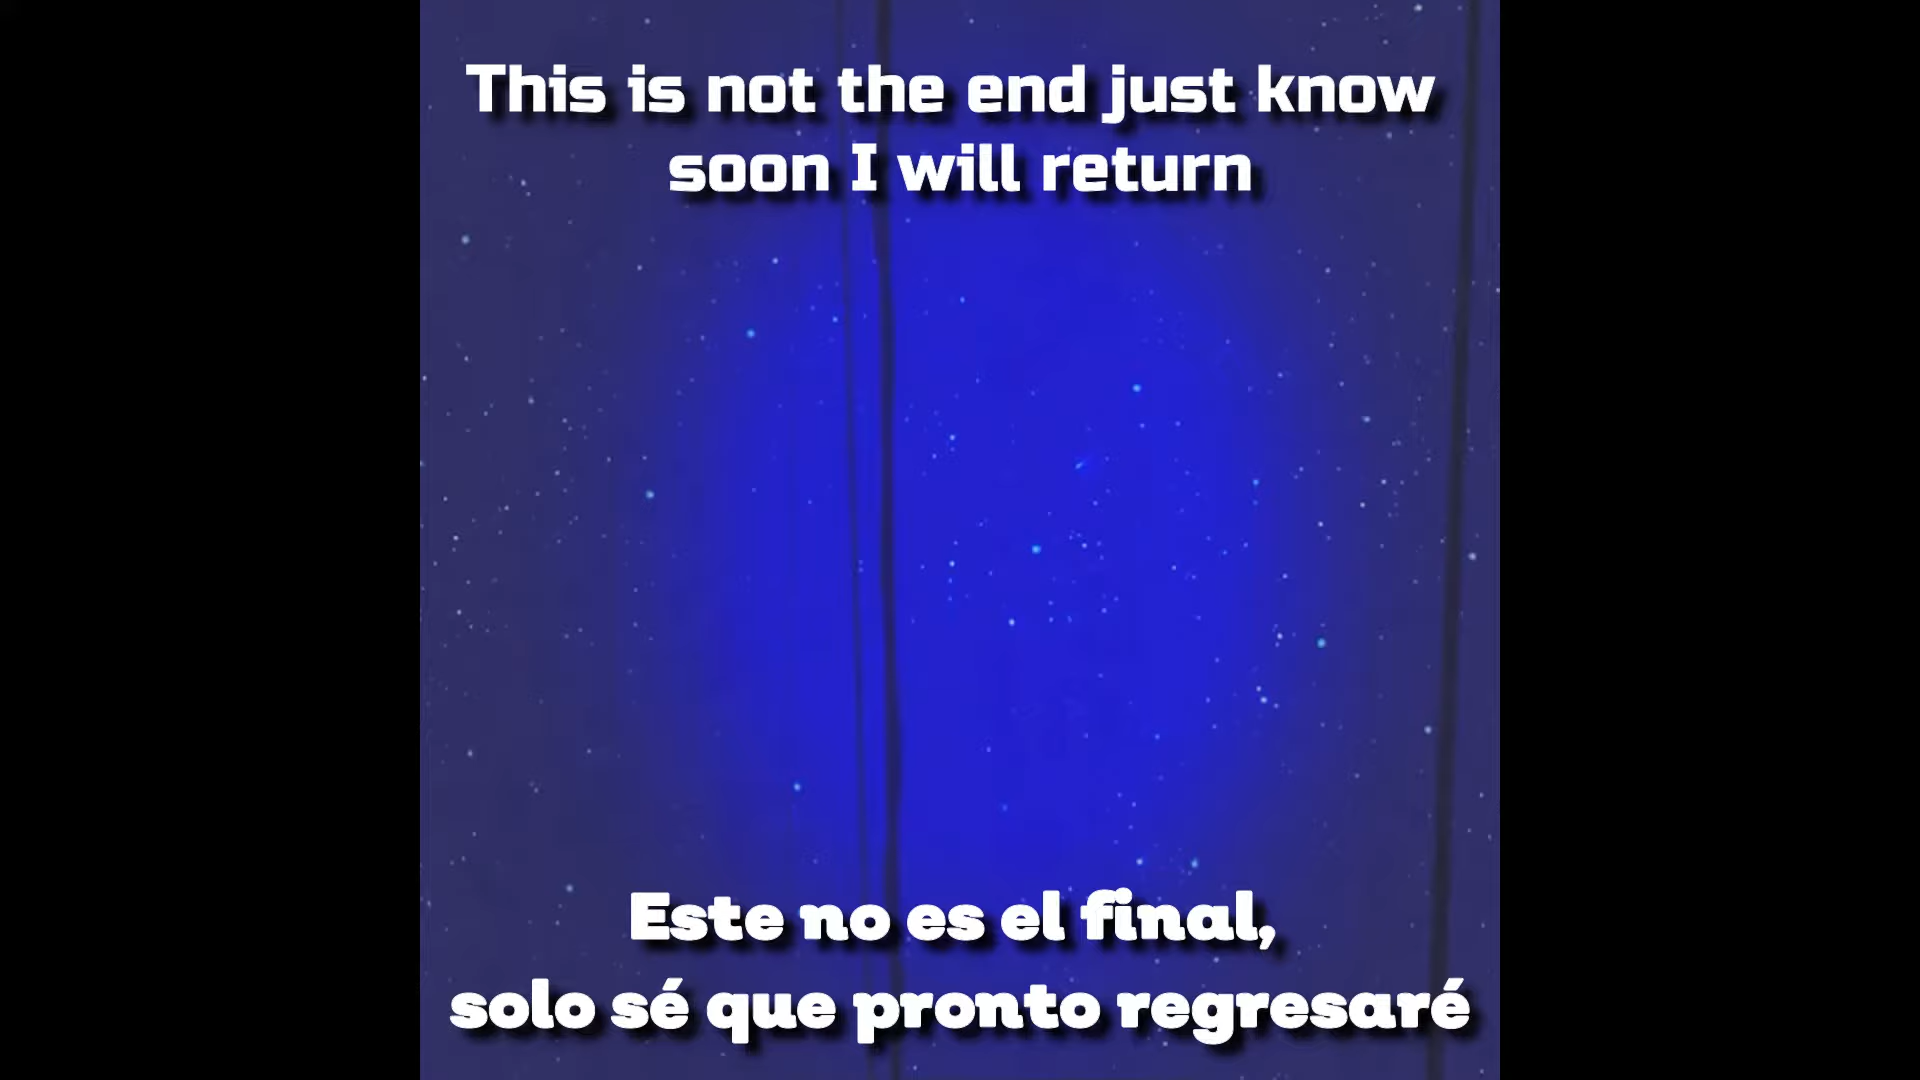 This is not the end just know
soon I will return
Este no es el final,
solo sé que pronto regresaré